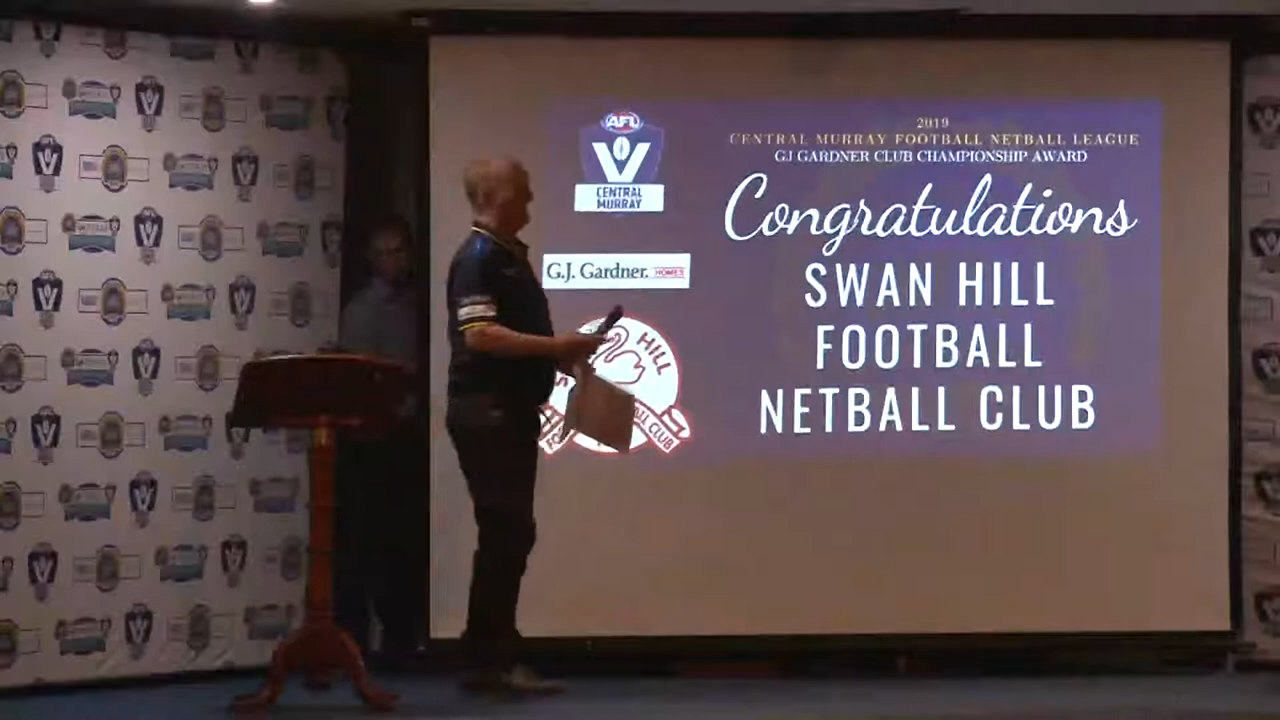 AFL
CENTRAL
MURRAY
G.J. Gardner. HOMES
HILL
CLUB
2019
CENTRAL MURRAY FOOTBALL NETBALL LEAGUE
GJ GARDNER CLUB CHAMPIONSHIP AWARD
Congratulations
SWAN HILL
FOOTBALL
NETBALL CLUB